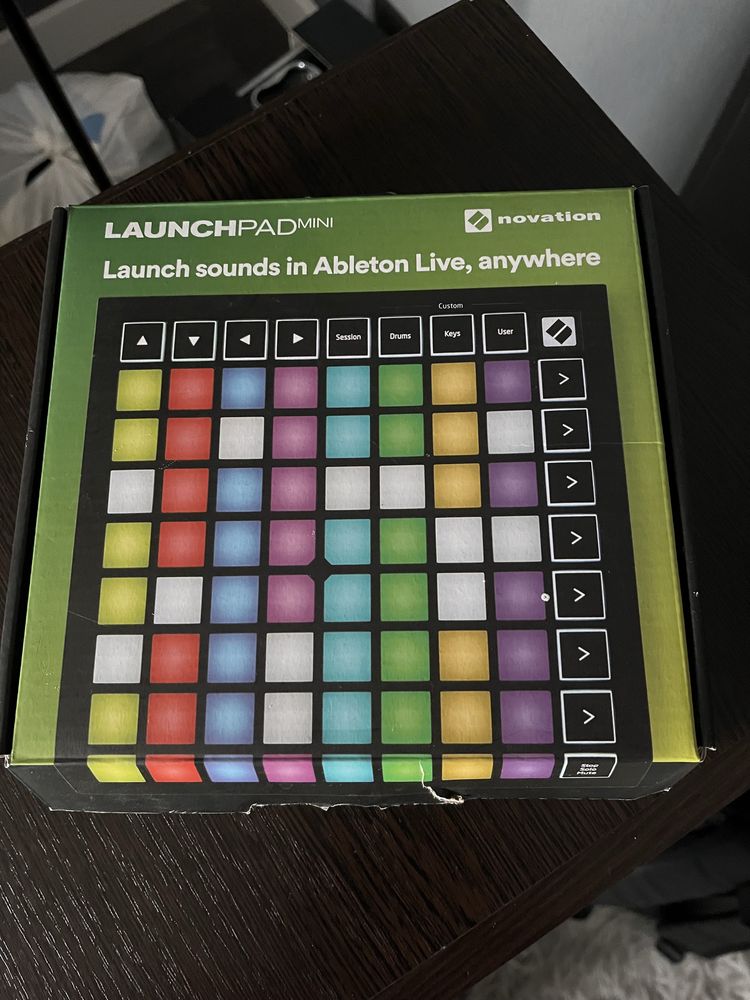 LAUNCHPADMINI
novation
Launch sounds in Ableton Live, anywhere
Custom
Session
Drums
Keys
User
Stop
Solo
Mute